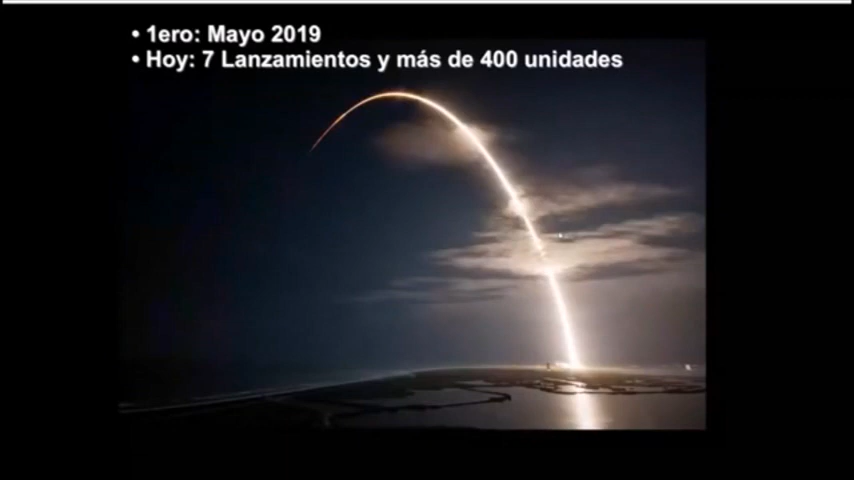 • 1ero: Mayo 2019
• Hoy: 7 Lanzamientos y más de 400 unidades